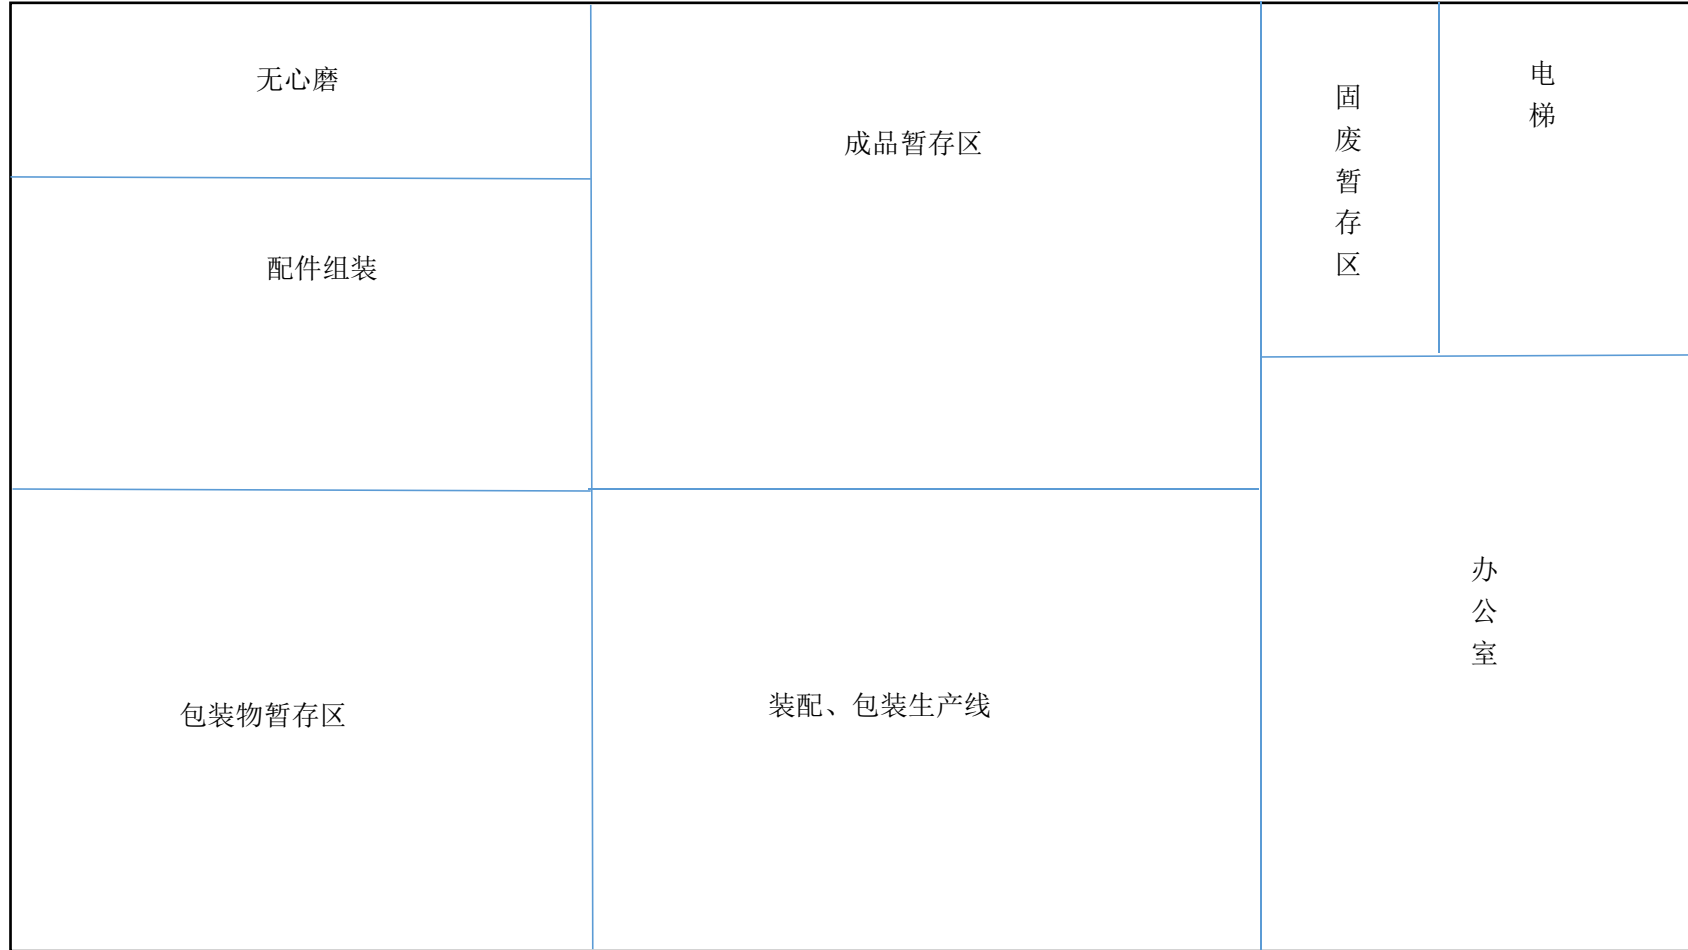 无心磨
配件组装
包装物暂存区
成品暂存区
装配、包装生产线
固废暂存区
电梯
办公室